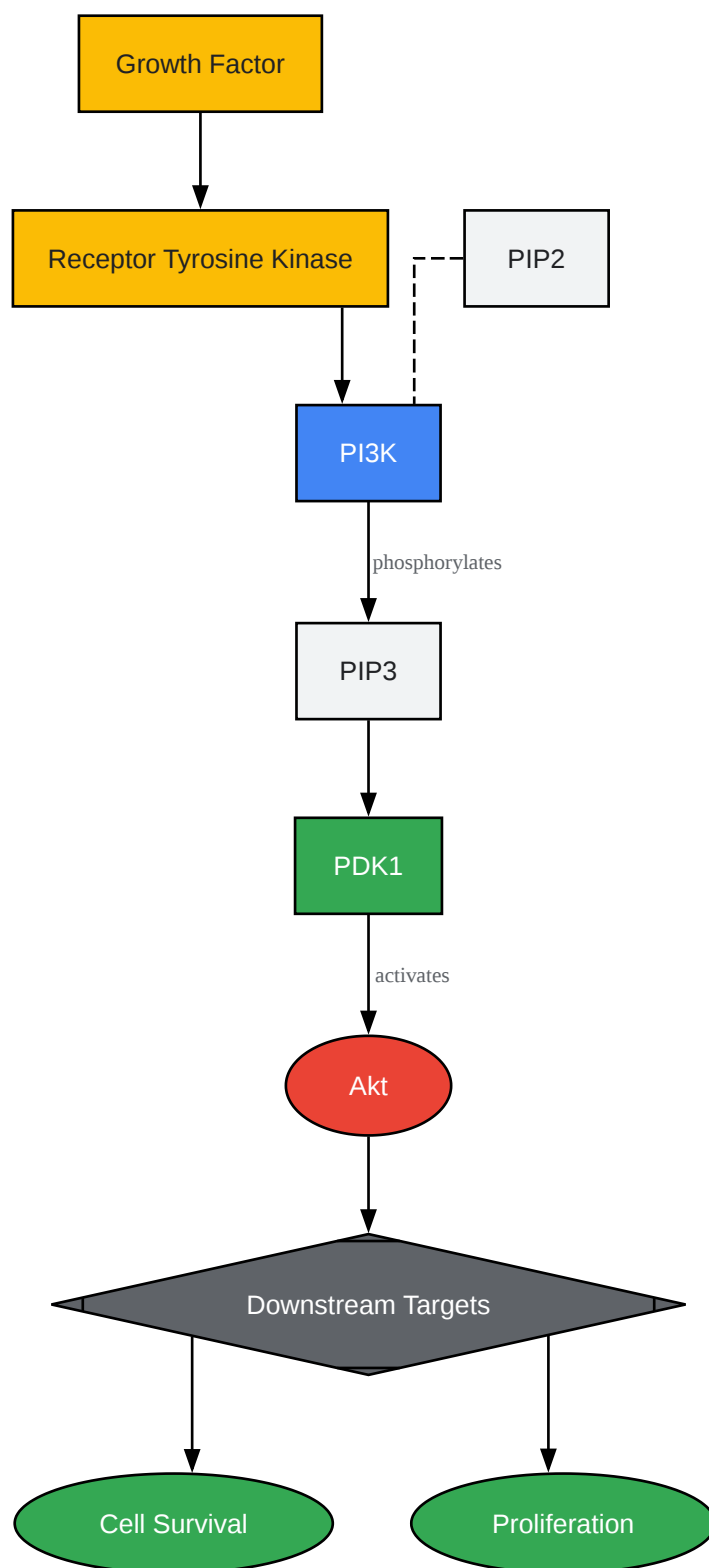 Growth Factor
Receptor Tyrosine Kinase
PIP2
PI3K
phosphorylates
PIP3
PDK1
activates
Akt
Downstream Targets
Cell Survival
Proliferation